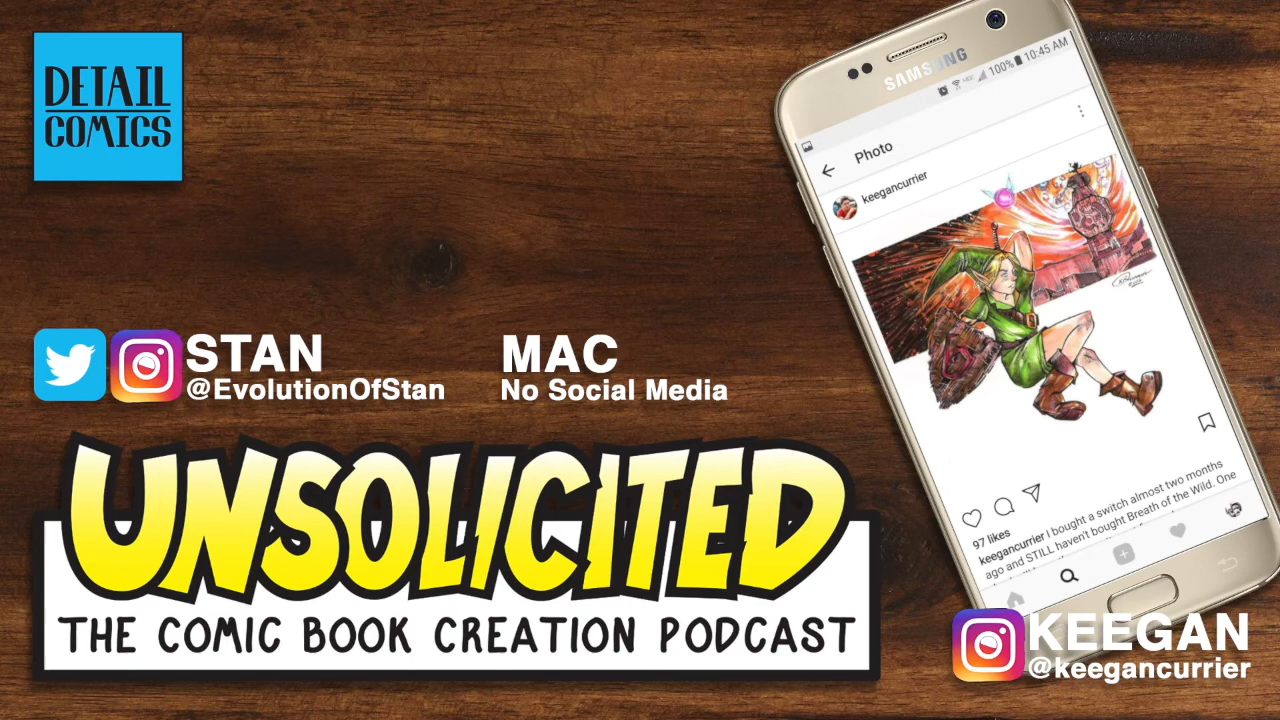 DETAIL
COMICS
STAN
@EvolutionOfStan
MAC
No Social Media
UNSOLICITED
THE COMIC BOOK CREATION PODCAST
SAMSUNG
100% 10:45 AM
Photo
keegancurrier
97 likes
keegancurrier I bought a switch almost two months
ago and STILL haven't bought Breath of the Wild. One
KEEGAN
@keegancurrier